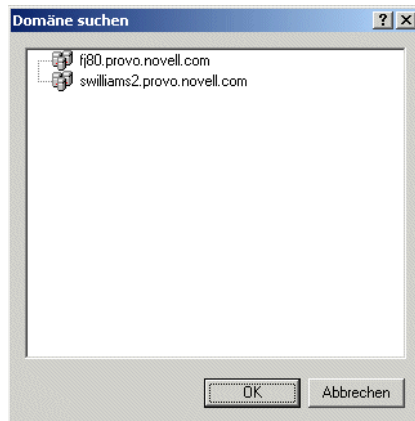 Domäne suchen
fj80.provo.novell.com
swilliams2.provo.novell.com
OK
Abbrechen